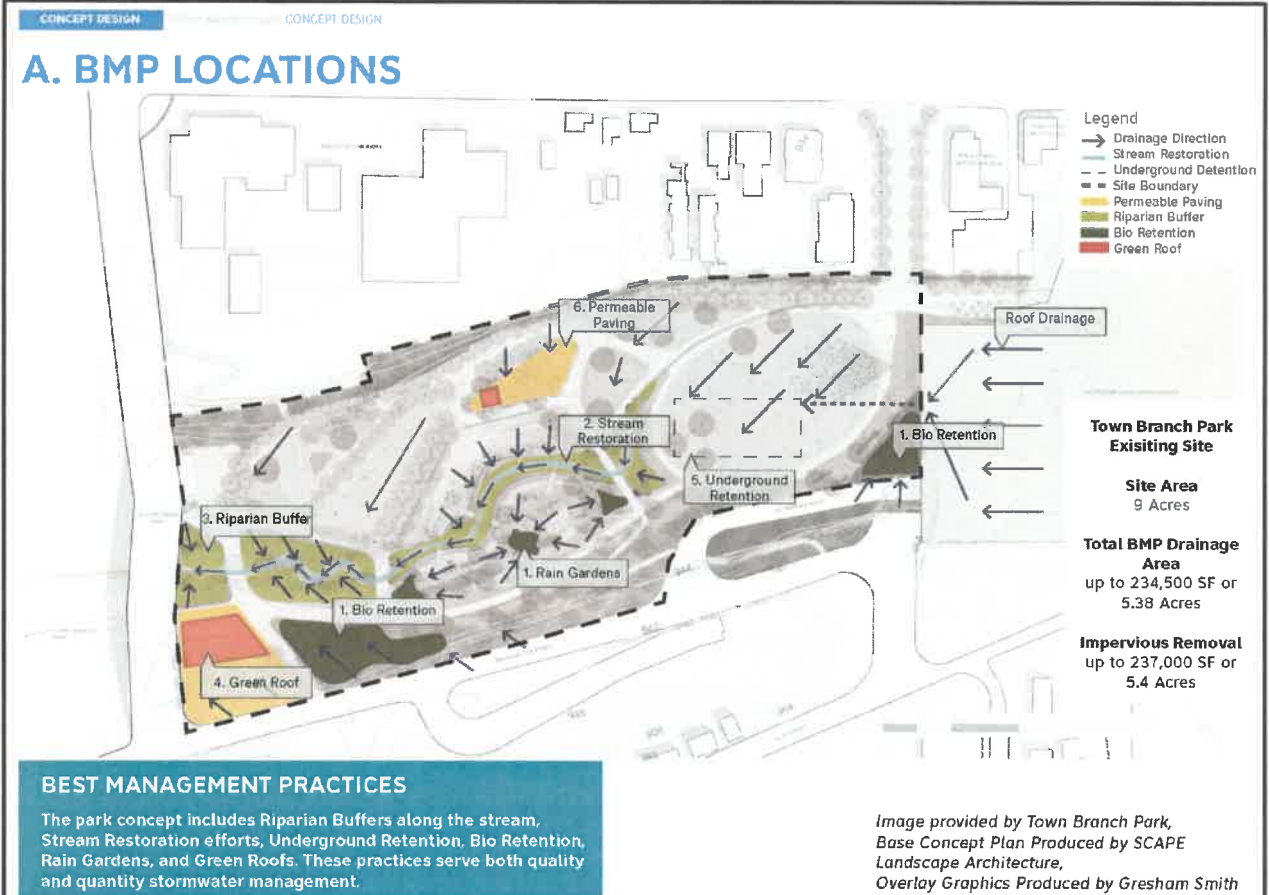 CONCEPT DESIGN
CONCEPT DESIGN
A. BMP LOCATIONS
Legend
Drainage Direction
Stream Restoration
Underground Detention
Site Boundary
Permeable Paving
Riparian Buffer
Bio Retention
Green Roof
6. Permeable
Paving
Roof Drainage
2. Stream
Restoration
1. Bio Retention
5. Underground
Retention
3. Riparian Buffer
1. Rain Gardens
1. Bio Retention
4. Green Roof
Town Branch Park
Exisiting Site
Site Area
9 Acres
Total BMP Drainage
Area
up to 234,500 SF or
5.38 Acres
Impervious Removal
up to 237,000 SF or
5.4 Acres
BEST MANAGEMENT PRACTICES
The park concept includes Riparian Buffers along the stream,
Stream Restoration efforts, Underground Retention, Bio Retention,
Rain Gardens, and Green Roofs. These practices serve both quality
and quantity stormwater management.
Image provided by Town Branch Park,
Base Concept Plan Produced by SCAPE
Landscape Architecture,
Overlay Graphics Produced by Gresham Smith